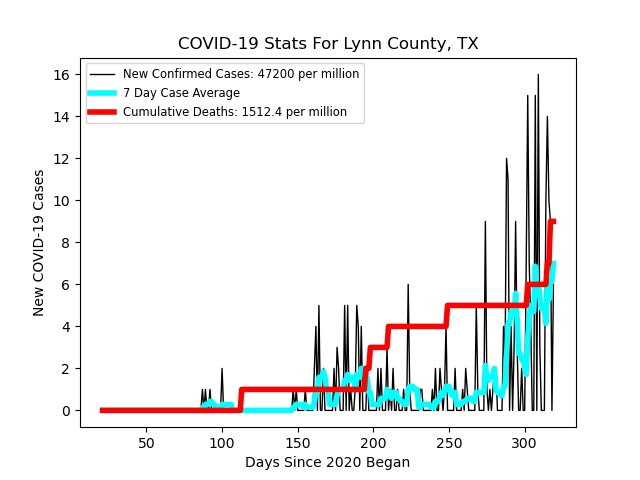 COVID-19 Stats For Lynn County, TX
New Confirmed Cases: 47200 per million
7 Day Case Average
Cumulative Deaths: 1512.4 per million
New COVID-19 Cases
16
14
12
10
8
6
4
2
0
50 100 150 200 250 300
Days Since 2020 Began